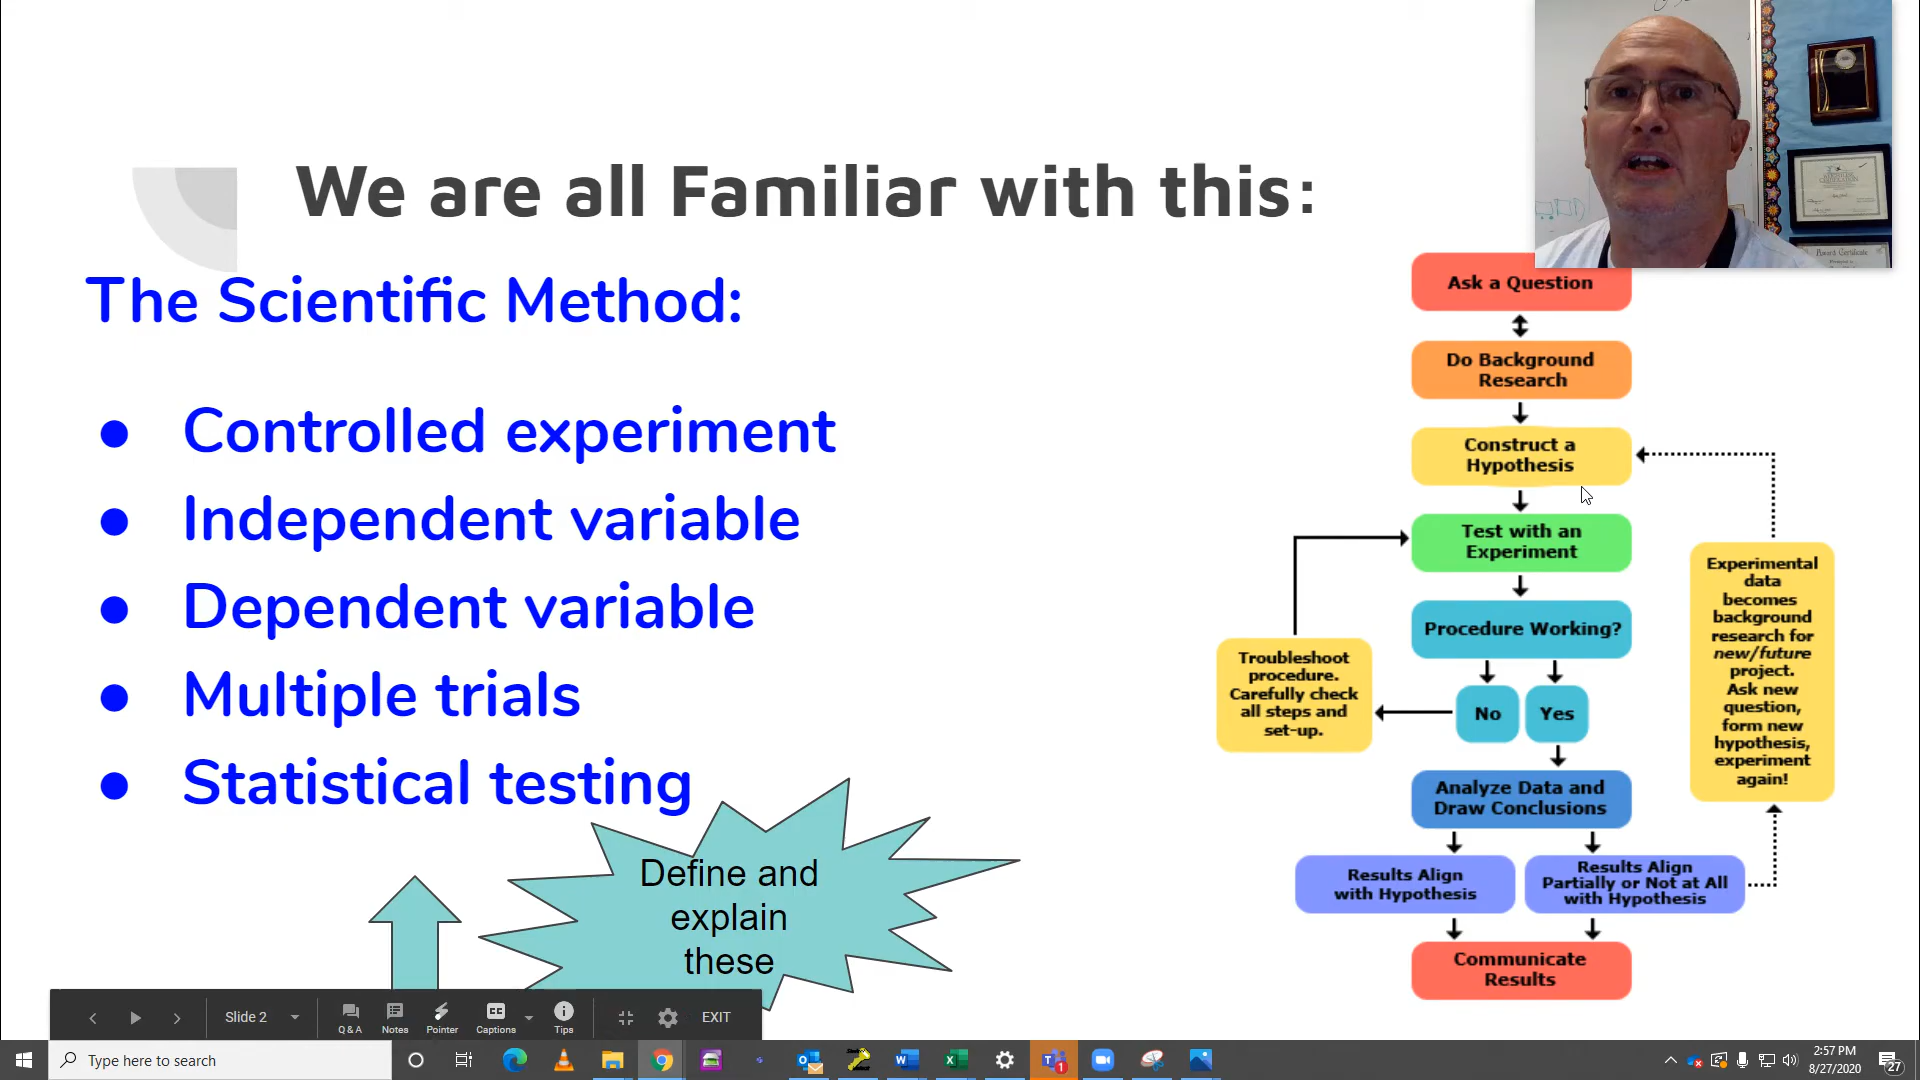 We are all Familiar with this:
The Scientific Method:
● Controlled experiment
● Independent variable
● Dependent variable
● Multiple trials
● Statistical testing
Define and
explain
these
Ask a Question
Do Background
Research
Construct a
Hypothesis
Test with an
Experiment
Procedure Working?
No
Yes
Troubleshoot
procedure.
Carefully check
all steps and
set-up.
Analyze Data and
Draw Conclusions
Results Align
with Hypothesis
Results Align
Partially or Not at All
with Hypothesis
Communicate
Results
Experimental
data
becomes
background
research for
new/future
project.
Ask new
question,
form new
hypothesis,
experiment
again!
Award Certificate
Slide 2
Q & A
Notes
Pointer
CC
Captions
Tips
EXIT
Type here to search
1
2:57 PM
8/27/2020
27